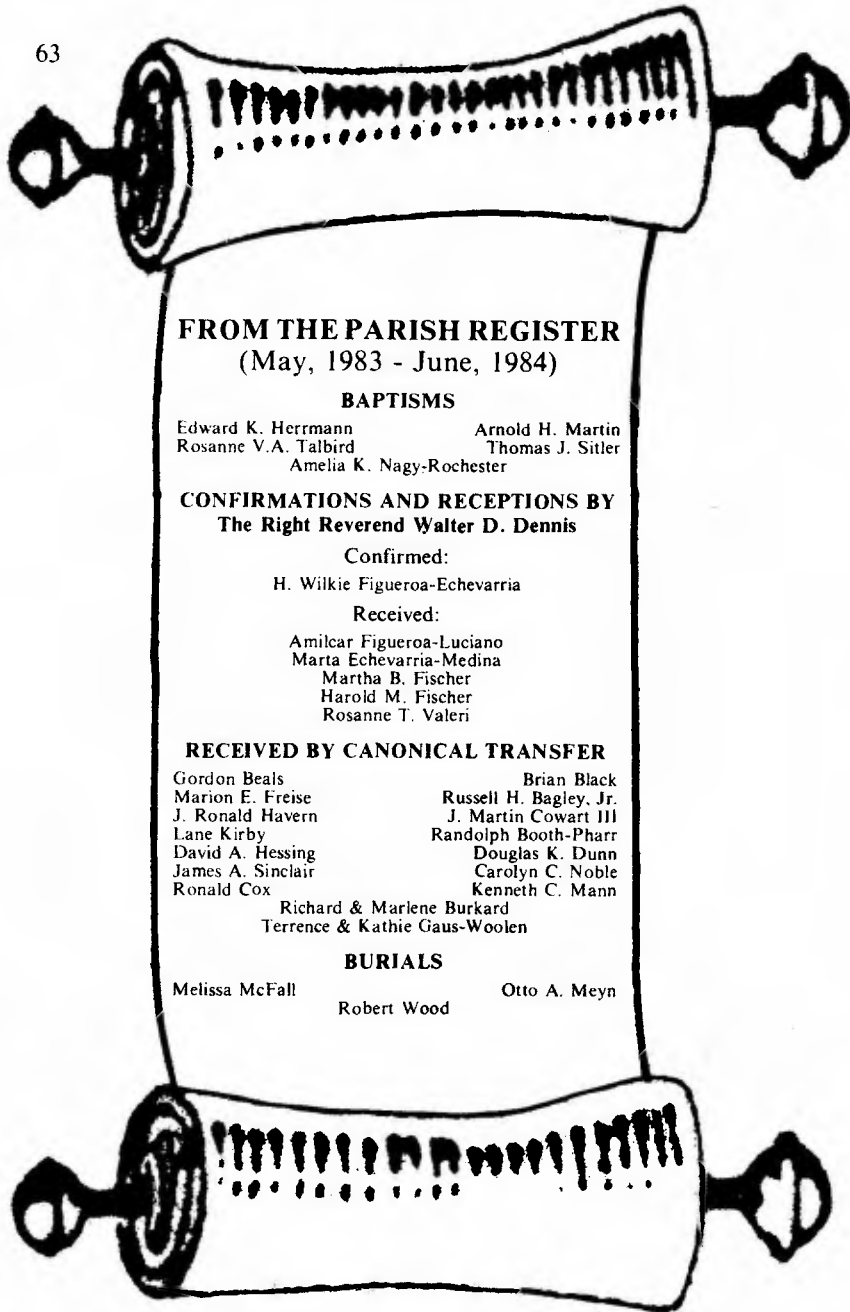 63
FROM THE PARISH REGISTER
(May, 1983 - June, 1984)
BAPTISMS
Edward K. Herrmann Arnold H. Martin
Rosanne V.A. Talbird Thomas J. Sitler
Amelia K. Nagy-Rochester
CONFIRMATIONS AND RECEPTIONS BY
The Right Reverend Walter D. Dennis
Confirmed:
H. Wilkie Figueroa-Echevarria
Received:
Amilcar Figueroa-Luciano
Marta Echevarria-Medina
Martha B. Fischer
Harold M. Fischer
Rosanne T. Valeri
RECEIVED BY CANONICAL TRANSFER
Gordon Beals Brian Black
Marion E. Freise Russell H. Bagley, Jr.
J. Ronald Havern J. Martin Cowart III
Lane Kirby Randolph Booth-Pharr
David A. Hessing Douglas K. Dunn
James A. Sinclair Carolyn C. Noble
Ronald Cox Kenneth C. Mann
Richard & Marlene Burkard
Terrence & Kathie Gaus-Woolen
BURIALS
Melissa McFall Otto A. Meyn
Robert Wood